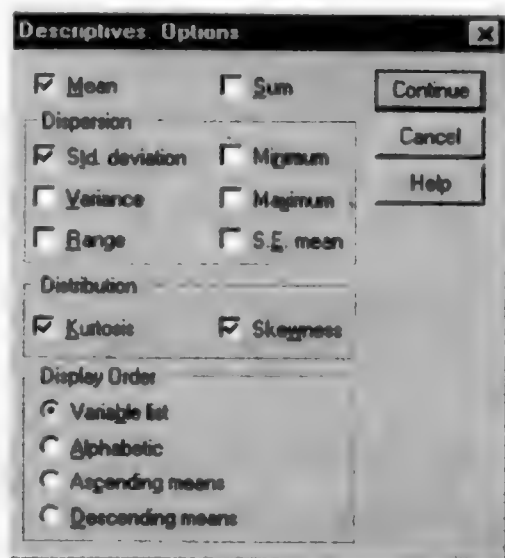 Descriptives: Options
Mean
Sum
Continue
Dispersion
Cancel
Std. deviation
Minimum
Help
Variance
Maximum
Range
S.E. mean
Distribution
Kurtosis
Skewness
Display Order
Variable list
Alphabetic
Ascending means
Descending means